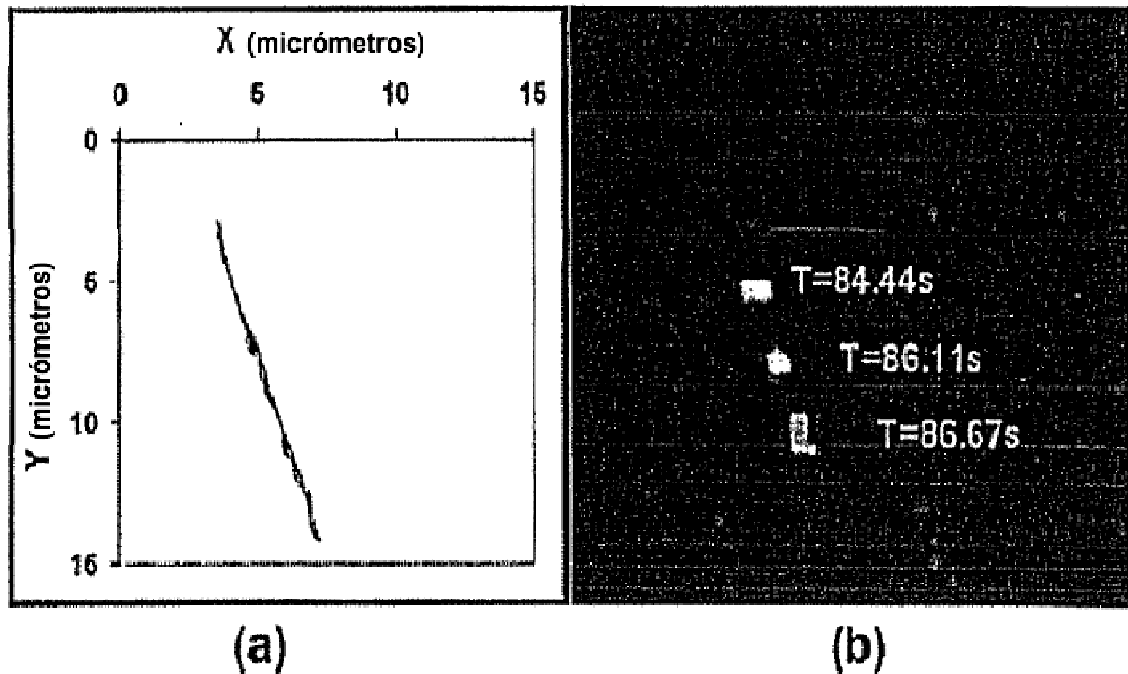 X (micrómetros)
0 5 10 15
0
5
10
15
Y (micrómetros)
T=84.44s
T=86.11s
T=86.67s
(a)
(b)